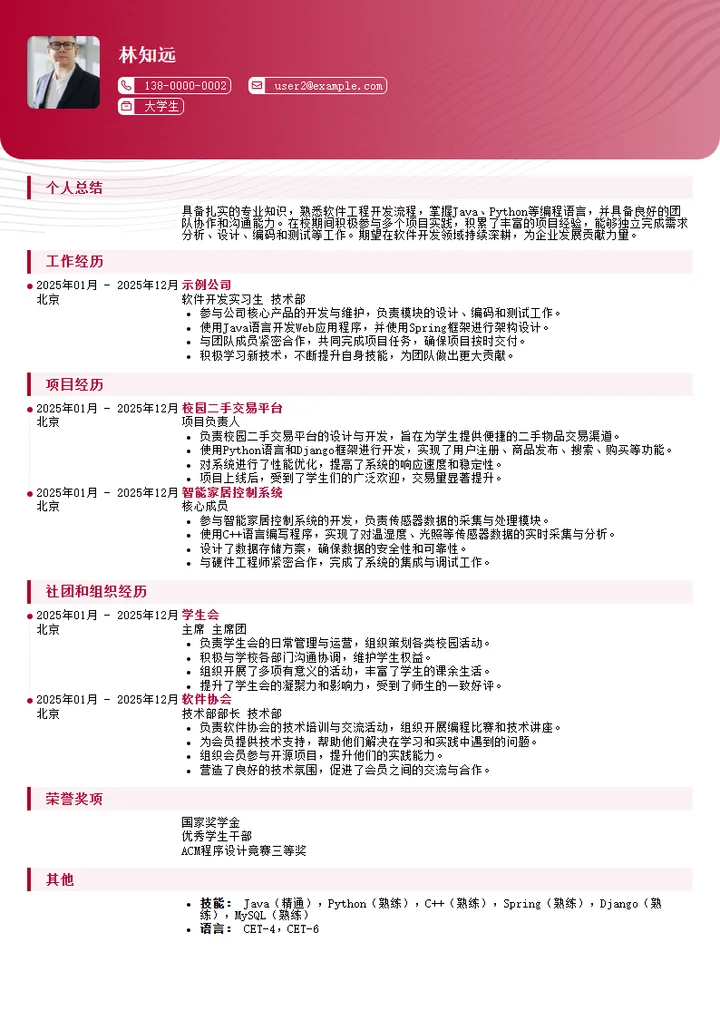 林知远
138-0000-0002 user2@example.com
大学生
个人总结
具备扎实的专业知识，熟悉软件工程开发流程，掌握Java、Python等编程语言，并具备良好的团
队协作和沟通能力。在校期间积极参与多个项目实践，积累了丰富的项目经验，能够独立完成需求
分析、设计、编码和测试等工作。期望在软件开发领域持续深耕，为企业发展贡献力量。
工作经历
2025年01月 - 2025年12月 示例公司
北京 软件开发实习生 技术部
• 参与公司核心产品的开发与维护，负责模块的设计、编码和测试工作。
• 使用Java语言开发Web应用程序，并使用Spring框架进行架构设计。
• 与团队成员紧密合作，共同完成项目任务，确保项目按时交付。
• 积极学习新技术，不断提升自身技能，为团队做出更大贡献。
项目经历
2025年01月 - 2025年12月 校园二手交易平台
北京 项目负责人
• 负责校园二手交易平台的设计与开发，旨在为学生提供便捷的二手物品交易渠道。
• 使用Python语言和Django框架进行开发，实现了用户注册、商品发布、搜索、购买等功能。
• 对系统进行了性能优化，提高了系统的响应速度和稳定性。
• 项目上线后，受到了学生们的广泛欢迎，交易量显著提升。
2025年01月 - 2025年12月 智能家居控制系统
北京 核心成员
• 参与智能家居控制系统的开发，负责传感器数据的采集与处理模块。
• 使用C++语言编写程序，实现了对温湿度、光照等传感器数据的实时采集与分析。
• 设计了数据存储方案，确保数据的安全性和可靠性。
• 与硬件工程师紧密合作，完成了系统的集成与调试工作。
社团和组织经历
2025年01月 - 2025年12月 学生会
北京 主席 主席团
• 负责学生会的日常管理与运营，组织策划各类校园活动。
• 积极与学校各部门沟通协调，维护学生权益。
• 组织开展了多项有意义的活动，丰富了学生的课余生活。
• 提升了学生会的凝聚力和影响力，受到了师生的一致好评。
2025年01月 - 2025年12月 软件协会
北京 技术部部长 技术部
• 负责软件协会的技术培训与交流活动，组织开展编程比赛和技术讲座。
• 为会员提供技术支持，帮助他们解决在学习和实践中遇到的问题。
• 组织会员参与开源项目，提升他们的实践能力。
• 营造了良好的技术氛围，促进了会员之间的交流与合作。
荣誉奖项
国家奖学金
优秀学生干部
ACM程序设计竞赛三等奖
其他
• 技能： Java（精通），Python（熟练），C++（熟练），Spring（熟练），Django（熟
练），MySQL（熟练）
• 语言： CET-4，CET-6